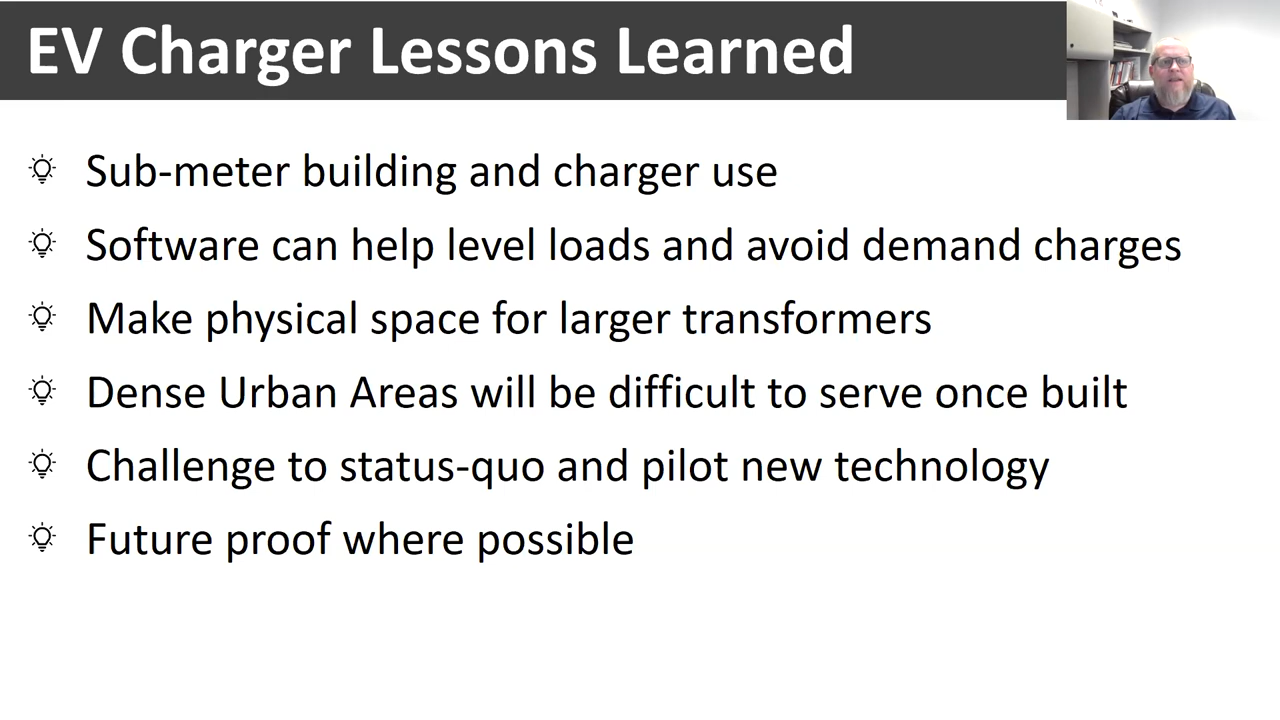 EV Charger Lessons Learned
Sub-meter building and charger use
Software can help level loads and avoid demand charges
Make physical space for larger transformers
Dense Urban Areas will be difficult to serve once built
Challenge to status-quo and pilot new technology
Future proof where possible